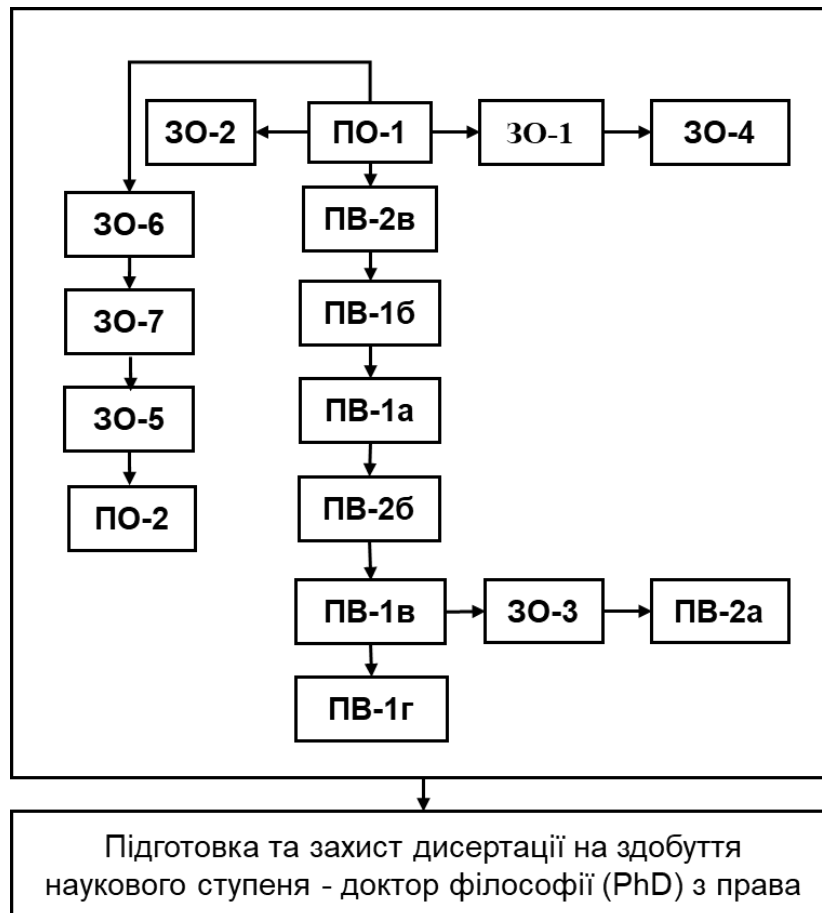 ЗО-2
ПО-1
ЗО-1
ЗО-4
ЗО-6
ПВ-2в
ЗО-7
ПВ-1б
ЗО-5
ПВ-1а
ПО-2
ПВ-2б
ПВ-1в
ЗО-3
ПВ-2а
ПВ-1г
Підготовка та захист дисертації на здобуття
наукового ступеня - доктор філософії (PhD) з права